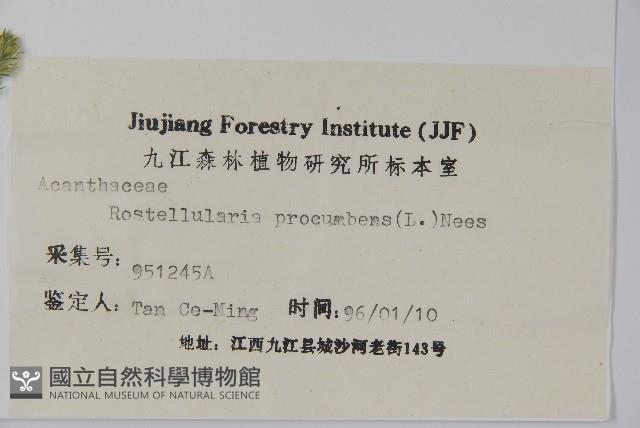 Jiujiang Forestry Institute (JJF)
九江森林植物研究所标本室
Acanthaceae
Rostellularia procumbens(L.)Nees
采集号: 951245A
鉴定人: Tan Ce-Ming 时间: 96/01/10
地址: 江西九江县城沙河老街143号
國立自然科學博物館
NATIONAL MUSEUM OF NATURAL SCIENCE